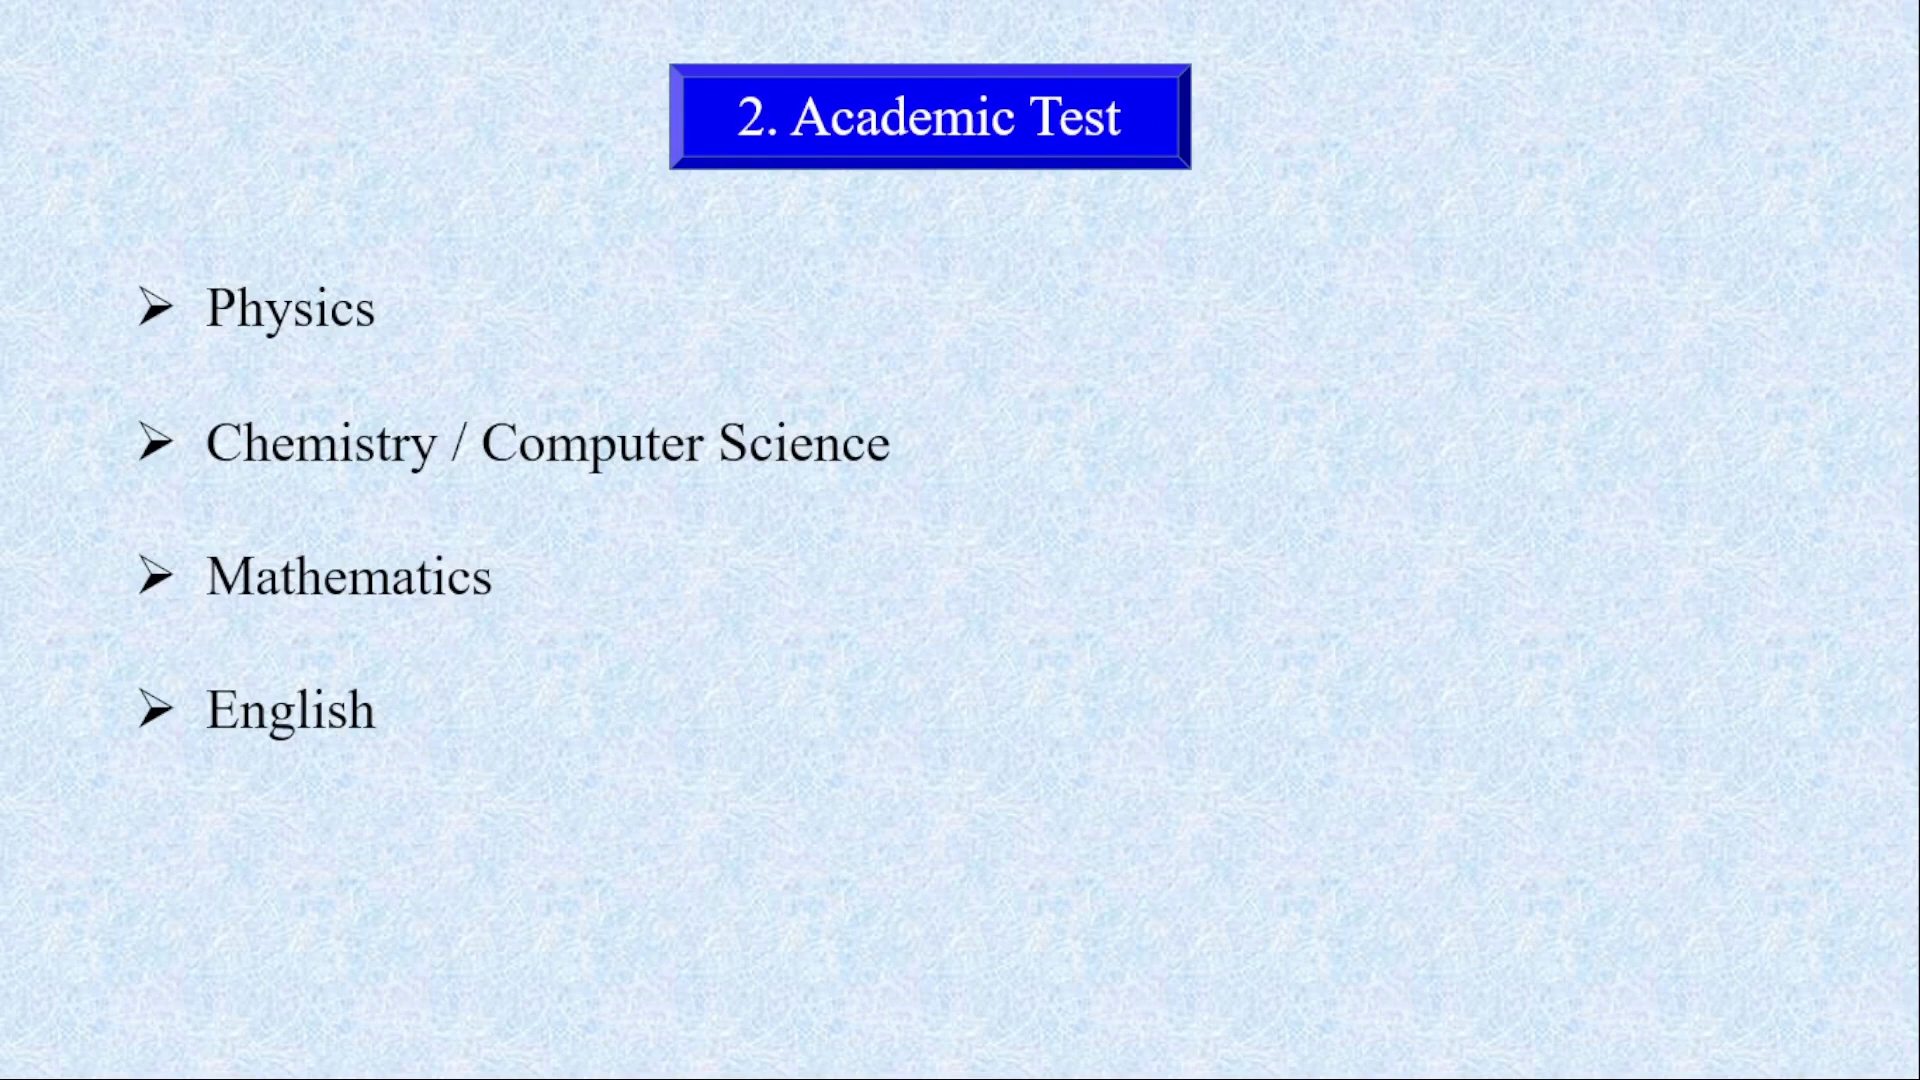 2. Academic Test
➢ Physics
➢ Chemistry / Computer Science
➢ Mathematics
➢ English